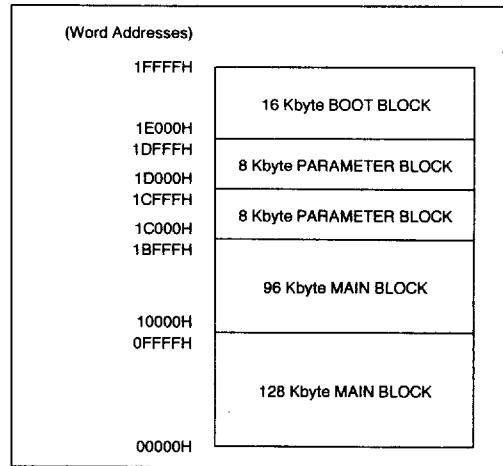 (Word Addresses)
1FFFFH
16 Kbyte BOOT BLOCK
1E000H
1DFFFH
8 Kbyte PARAMETER BLOCK
1D000H
1CFFFH
8 Kbyte PARAMETER BLOCK
1C000H
1BFFFH
96 Kbyte MAIN BLOCK
10000H
0FFFFH
128 Kbyte MAIN BLOCK
00000H